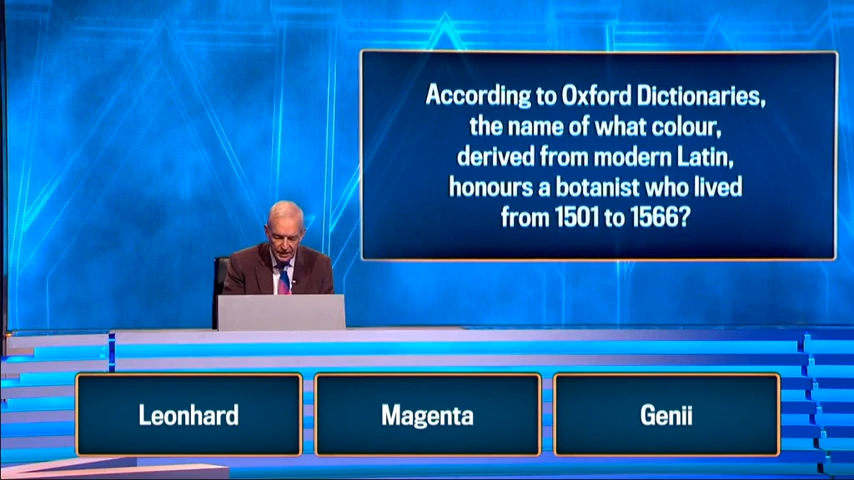 According to Oxford Dictionaries,
the name of what colour,
derived from modern Latin,
honours a botanist who lived
from 1501 to 1566?
Leonhard
Magenta
Genii